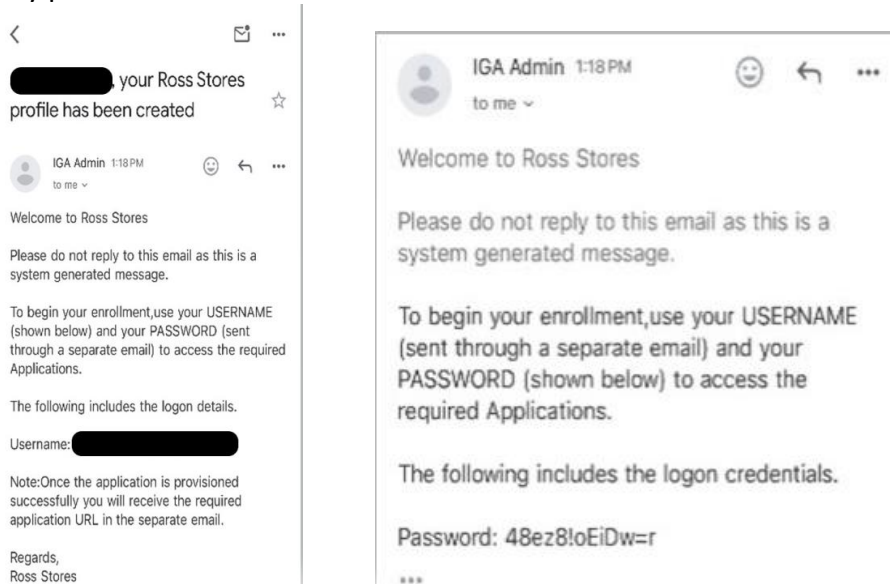 , your Ross Stores
profile has been created
IGA Admin 1:18 PM
to me
Welcome to Ross Stores
Please do not reply to this email as this is a
system generated message.
To begin your enrollment,use your USERNAME
(shown below) and your PASSWORD (sent
through a separate email) to access the required
Applications.
The following includes the logon details.
Username:
Note:Once the application is provisioned
successfully you will receive the required
application URL in the separate email.
Regards,
Ross Stores
IGA Admin 1:18 PM
to me
Welcome to Ross Stores
Please do not reply to this email as this is a
system generated message.
To begin your enrollment,use your USERNAME
(sent through a separate email) and your
PASSWORD (shown below) to access the
required Applications.
The following includes the logon credentials.
Password: 48ez8!oEiDw=r